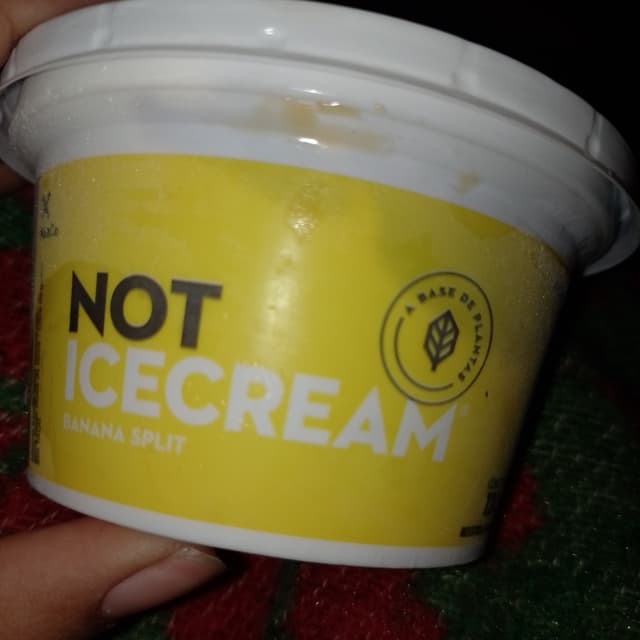 NOT
ICECREAM
BANANA SPLIT
A BASE DE PLANTAS